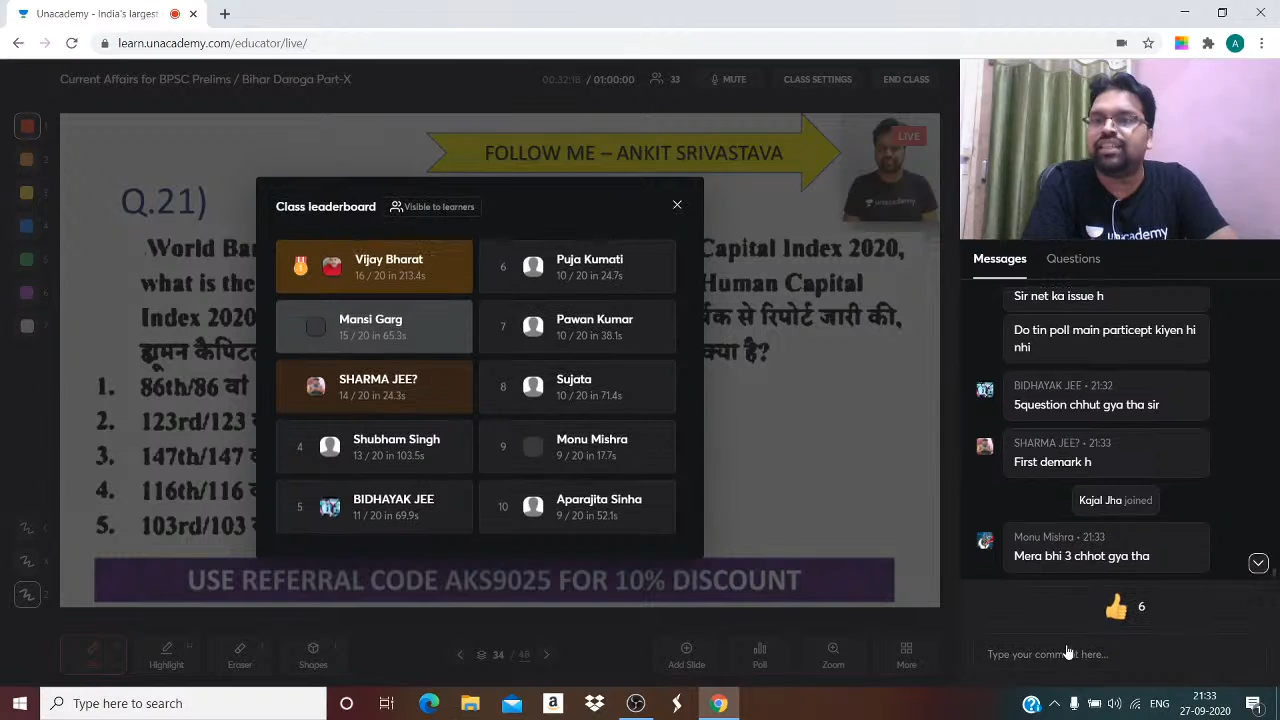 Unacademy - India's largest
learn.unacademy.com/educator/live/
A
Current Affairs for BPSC Prelims / Bihar Daroga Part-X
00:32:18 / 01:00:00
33
MUTE
CLASS SETTINGS
END CLASS
FOLLOW ME – ANKIT SRIVASTAVA
LIVE
unacademy
Q.21)
World Ban
Capital Index 2020,
what is the
Human Capital
Index 2020
र्वक से रिपोर्ट जारी की,
ह्यूमन कैपिटल
क्या है?
1. 86th/86 वां
2. 123rd/123
3. 147th/147
4. 116th/116
5. 103rd/103
USE REFERRAL CODE AKS9025 FOR 10% DISCOUNT
Class leaderboard
Visible to learners
Vijay Bharat
16 / 20 in 213.4s
Mansi Garg
15 / 20 in 65.3s
SHARMA JEE?
14 / 20 in 24.3s
4 Shubham Singh
13 / 20 in 103.5s
5 BIDHAYAK JEE
11 / 20 in 69.9s
6 Puja Kumati
10 / 20 in 24.7s
7 Pawan Kumar
10 / 20 in 38.1s
8 Sujata
10 / 20 in 71.4s
9 Monu Mishra
9 / 20 in 17.7s
10 Aparajita Sinha
9 / 20 in 52.1s
unacademy
Messages
Questions
Sir net ka issue h
Do tin poll main particept kiyen hi
nhi
BIDHAYAK JEE • 21:32
5question chhut gya tha sir
SHARMA JEE? • 21:33
First demark h
Kajal Jha joined
Monu Mishra • 21:33
Mera bhi 3 chhot gya tha
6
Type your comment here...
Highlight
Eraser
Shapes
34 / 48
Add Slide
Poll
Zoom
More
Type here to search
ENG
21:33
27-09-2020